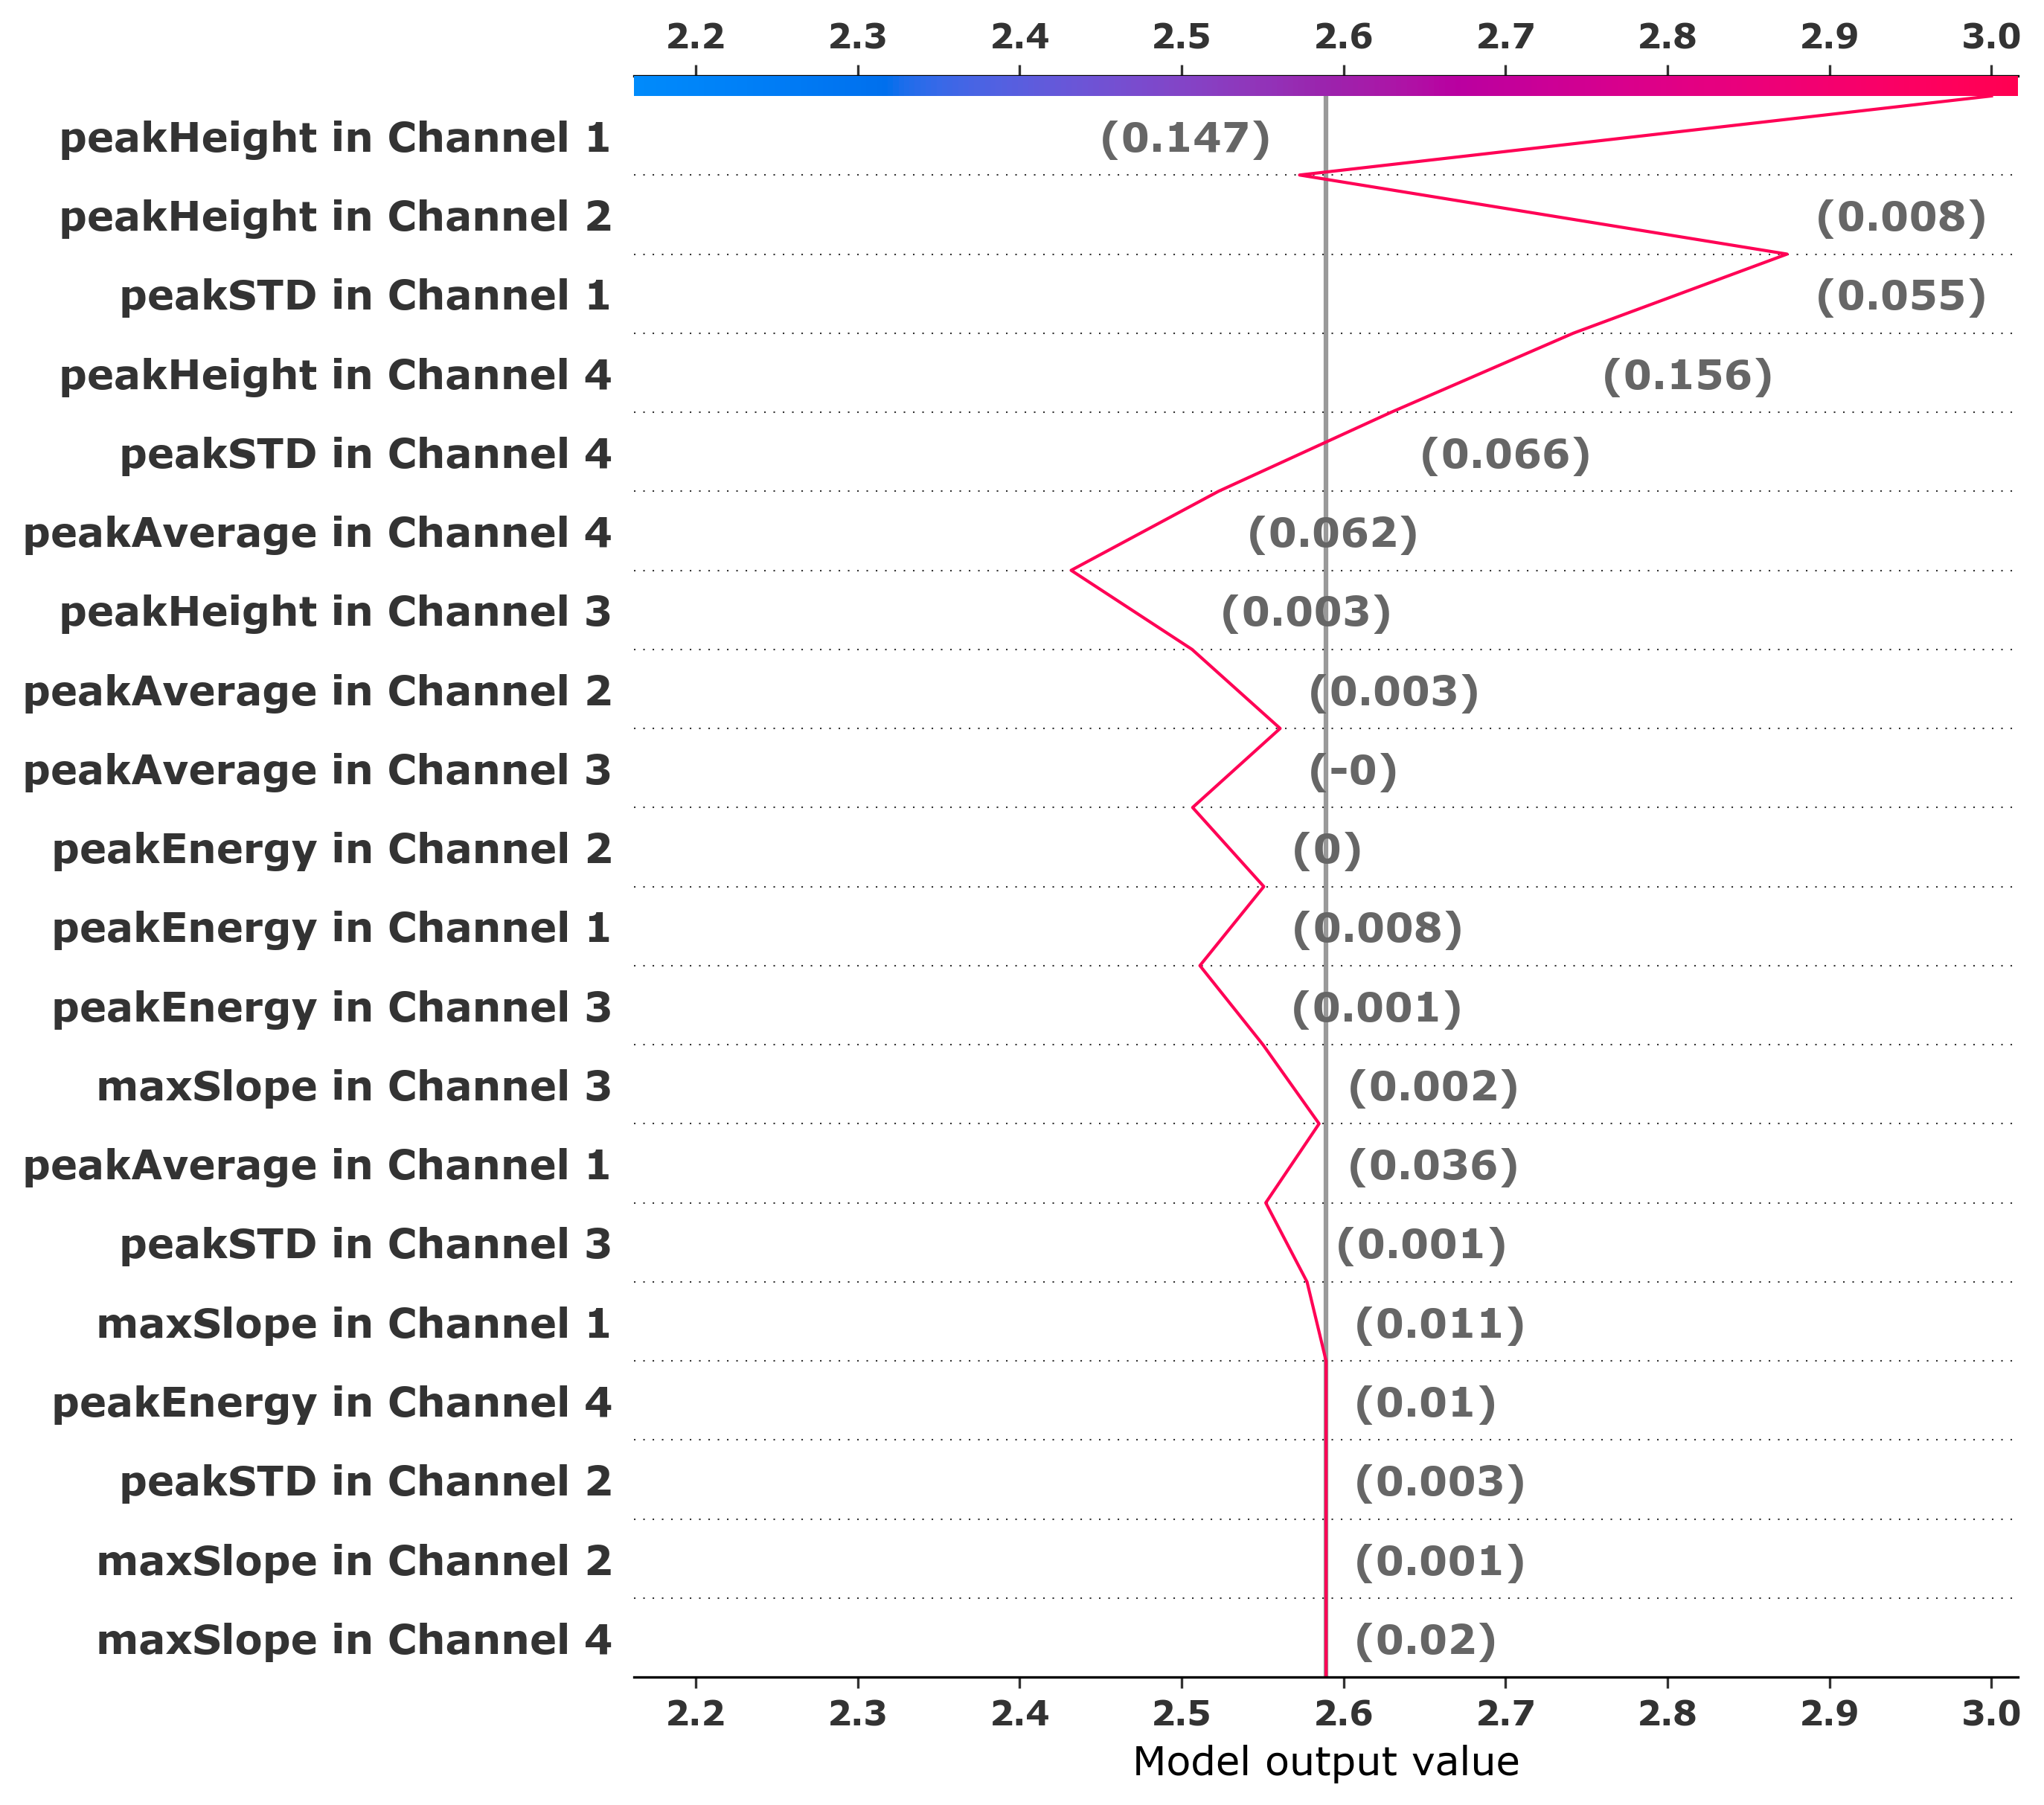 2.2 2.3 2.4 2.5 2.6 2.7 2.8 2.9 3.0
peakHeight in Channel 1 (0.147)
peakHeight in Channel 2 (0.008)
peakSTD in Channel 1 (0.055)
peakHeight in Channel 4 (0.156)
peakSTD in Channel 4 (0.066)
peakAverage in Channel 4 (0.062)
peakHeight in Channel 3 (0.003)
peakAverage in Channel 2 (0.003)
peakAverage in Channel 3 (-0)
peakEnergy in Channel 2 (0)
peakEnergy in Channel 1 (0.008)
peakEnergy in Channel 3 (0.001)
maxSlope in Channel 3 (0.002)
peakAverage in Channel 1 (0.036)
peakSTD in Channel 3 (0.001)
maxSlope in Channel 1 (0.011)
peakEnergy in Channel 4 (0.01)
peakSTD in Channel 2 (0.003)
maxSlope in Channel 2 (0.001)
maxSlope in Channel 4 (0.02)
2.2 2.3 2.4 2.5 2.6 2.7 2.8 2.9 3.0
Model output value